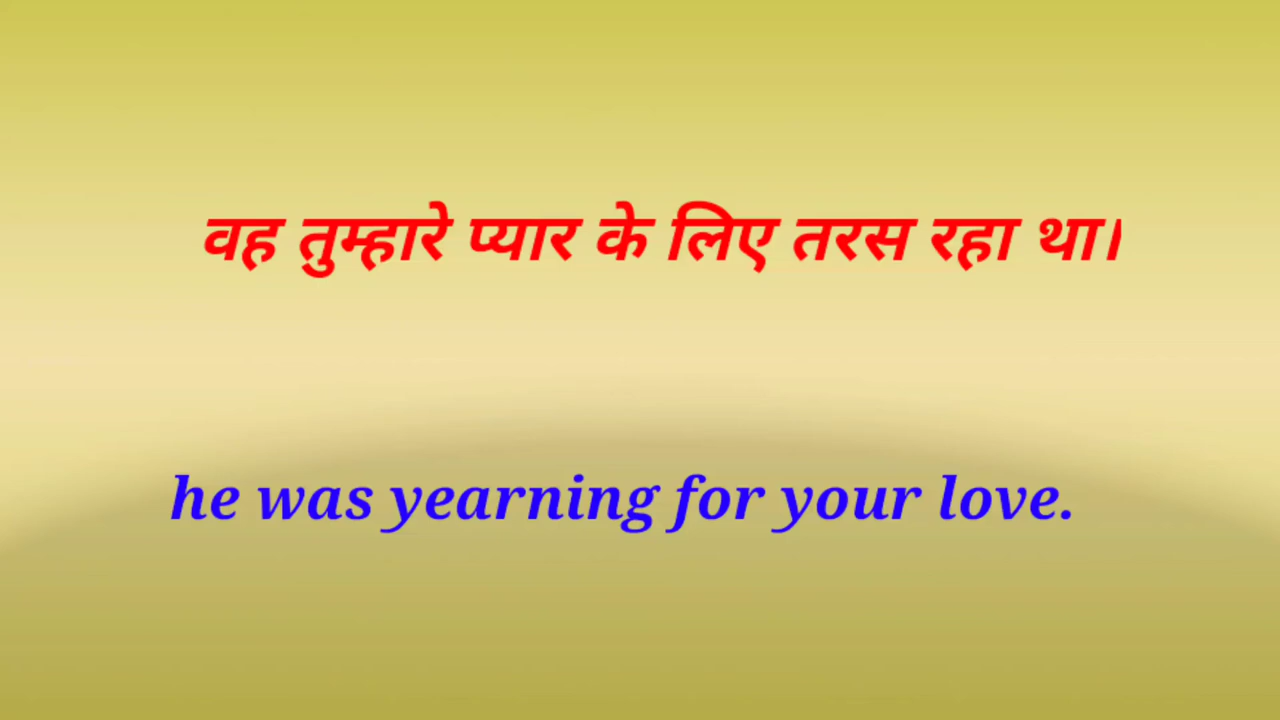 वह तुम्हारे प्यार के लिए तरस रहा था।
he was yearning for your love.